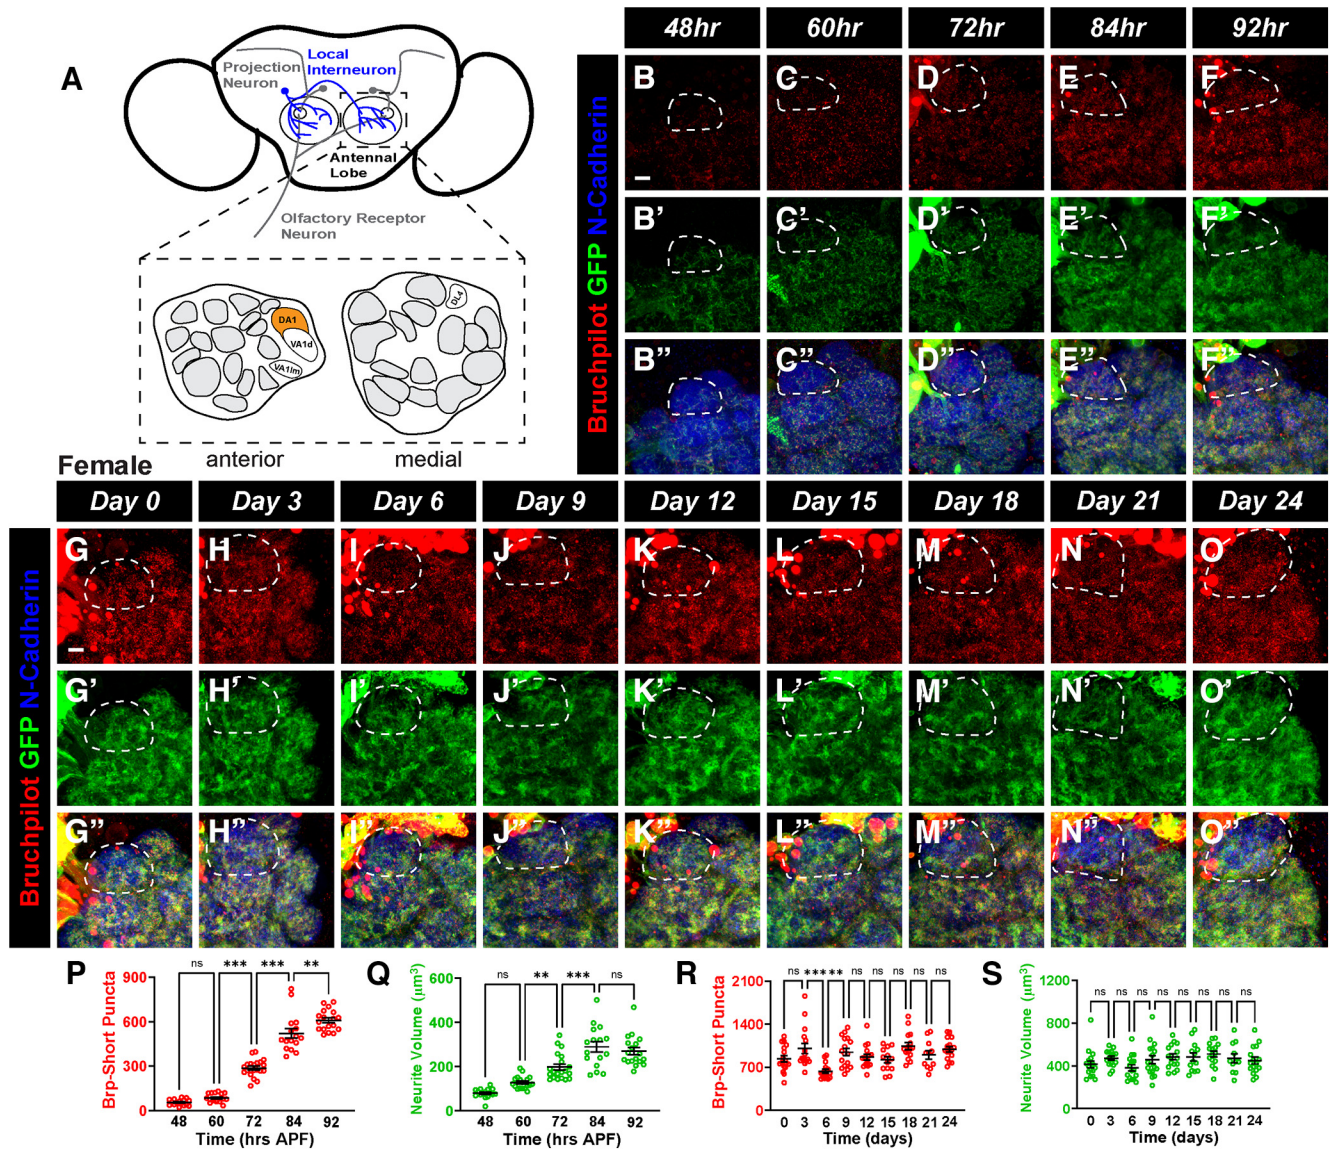 A
Projection
Neuron
Local
Interneuron
Antennal
Lobe
Olfactory Receptor
Neuron
DA1
VA1d
VA1lm
DL4
anterior
medial
48hr
60hr
72hr
84hr
92hr
Bruchpilot GFP N-Cadherin
B
C
D
E
F
B’
C’
D’
E’
F’
B”
C”
D”
E”
F”
Female
Day 0
Day 3
Day 6
Day 9
Day 12
Day 15
Day 18
Day 21
Day 24
Bruchpilot GFP N-Cadherin
G
H
I
J
K
L
M
N
O
G’
H’
I’
J’
K’
L’
M’
N’
O’
G”
H”
I”
J”
K”
L”
M”
N”
O”
P
Brp-Short Puncta
900
600
300
0
ns
***
***
**
48 60 72 84 92
Time (hrs APF)
Q
Neurite Volume (μm³)
600
400
200
0
ns
**
***
ns
48 60 72 84 92
Time (hrs APF)
R
Brp-Short Puncta
2100
1400
700
0
ns
***
***
ns
ns
ns
ns
ns
0 3 6 9 12 15 18 21 24
Time (days)
S
Neurite Volume (μm³)
1200
800
400
0
ns
ns
ns
ns
ns
ns
ns
ns
0 3 6 9 12 15 18 21 24
Time (days)